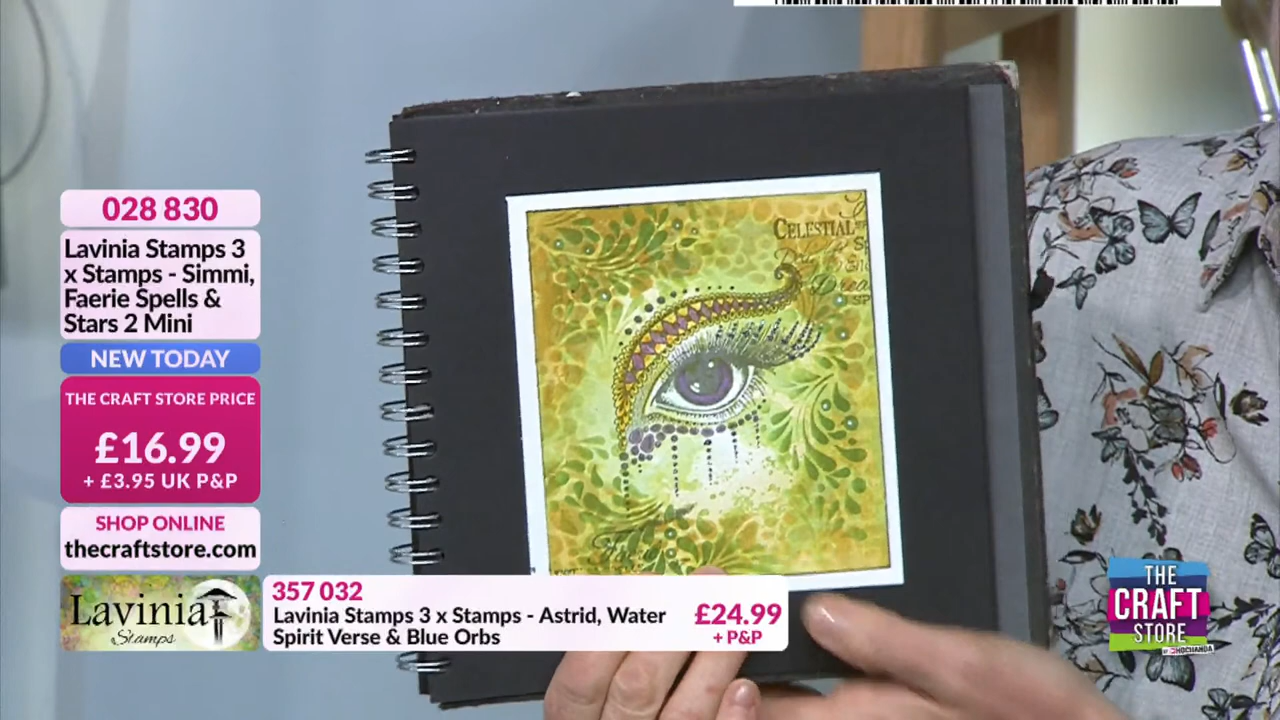 028 830
Lavinia Stamps 3
x Stamps - Simmi,
Faerie Spells &
Stars 2 Mini
NEW TODAY
THE CRAFT STORE PRICE
£16.99
+ £3.95 UK P&P
SHOP ONLINE
thecraftstore.com
Lavinia
Stamps
357 032
Lavinia Stamps 3 x Stamps - Astrid, Water
Spirit Verse & Blue Orbs
£24.99
+ P&P
CELESTIAL
THE
CRAFT
STORE
BY HOCHANDA